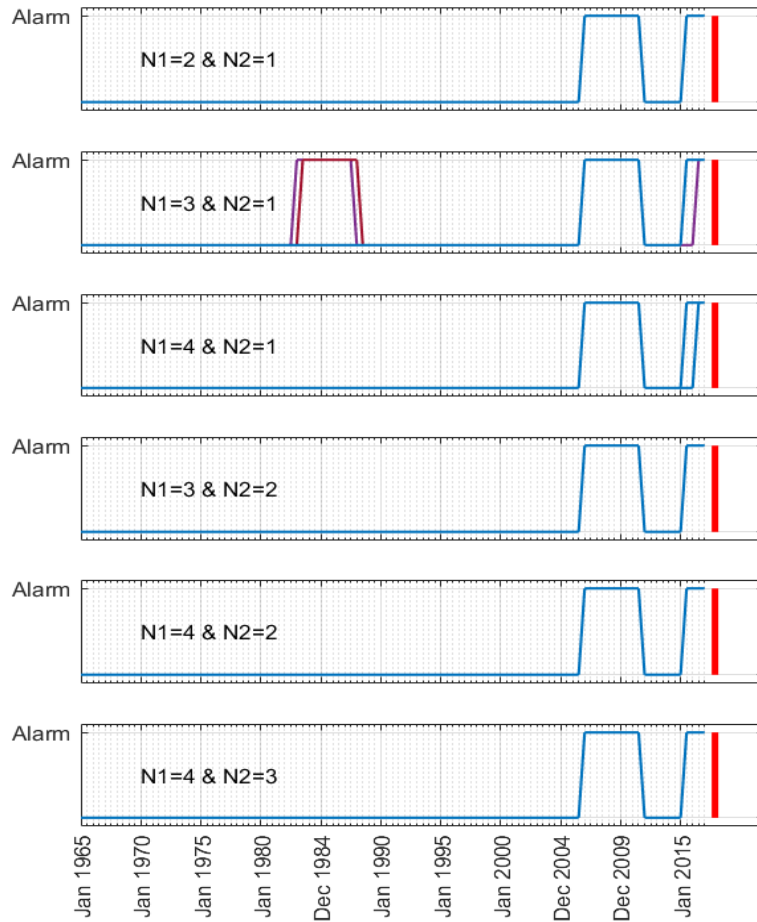 Alarm
N1=2 & N2=1
Alarm
N1=3 & N2=1
Alarm
N1=4 & N2=1
Alarm
N1=3 & N2=2
Alarm
N1=4 & N2=2
Alarm
N1=4 & N2=3
Jan 1965
Jan 1970
Jan 1975
Jan 1980
Dec 1984
Jan 1990
Jan 1995
Jan 2000
Dec 2004
Dec 2009
Jan 2015